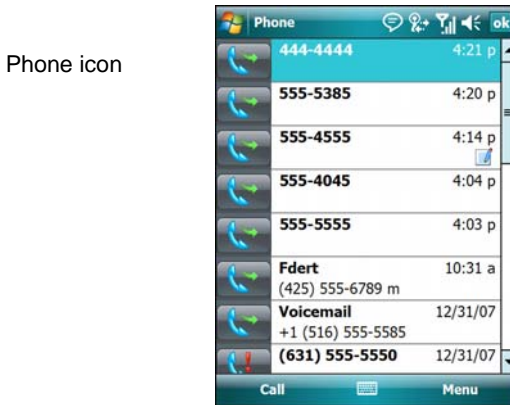 Phone icon
Phone ok
444-4444 4:21 p
555-5385 4:20 p
555-4555 4:14 p
555-4045 4:04 p
555-5555 4:03 p
Fdert 10:31 a
(425) 555-6789 m
Voicemail 12/31/07
+1 (516) 555-5585
(631) 555-5550 12/31/07
Call Menu